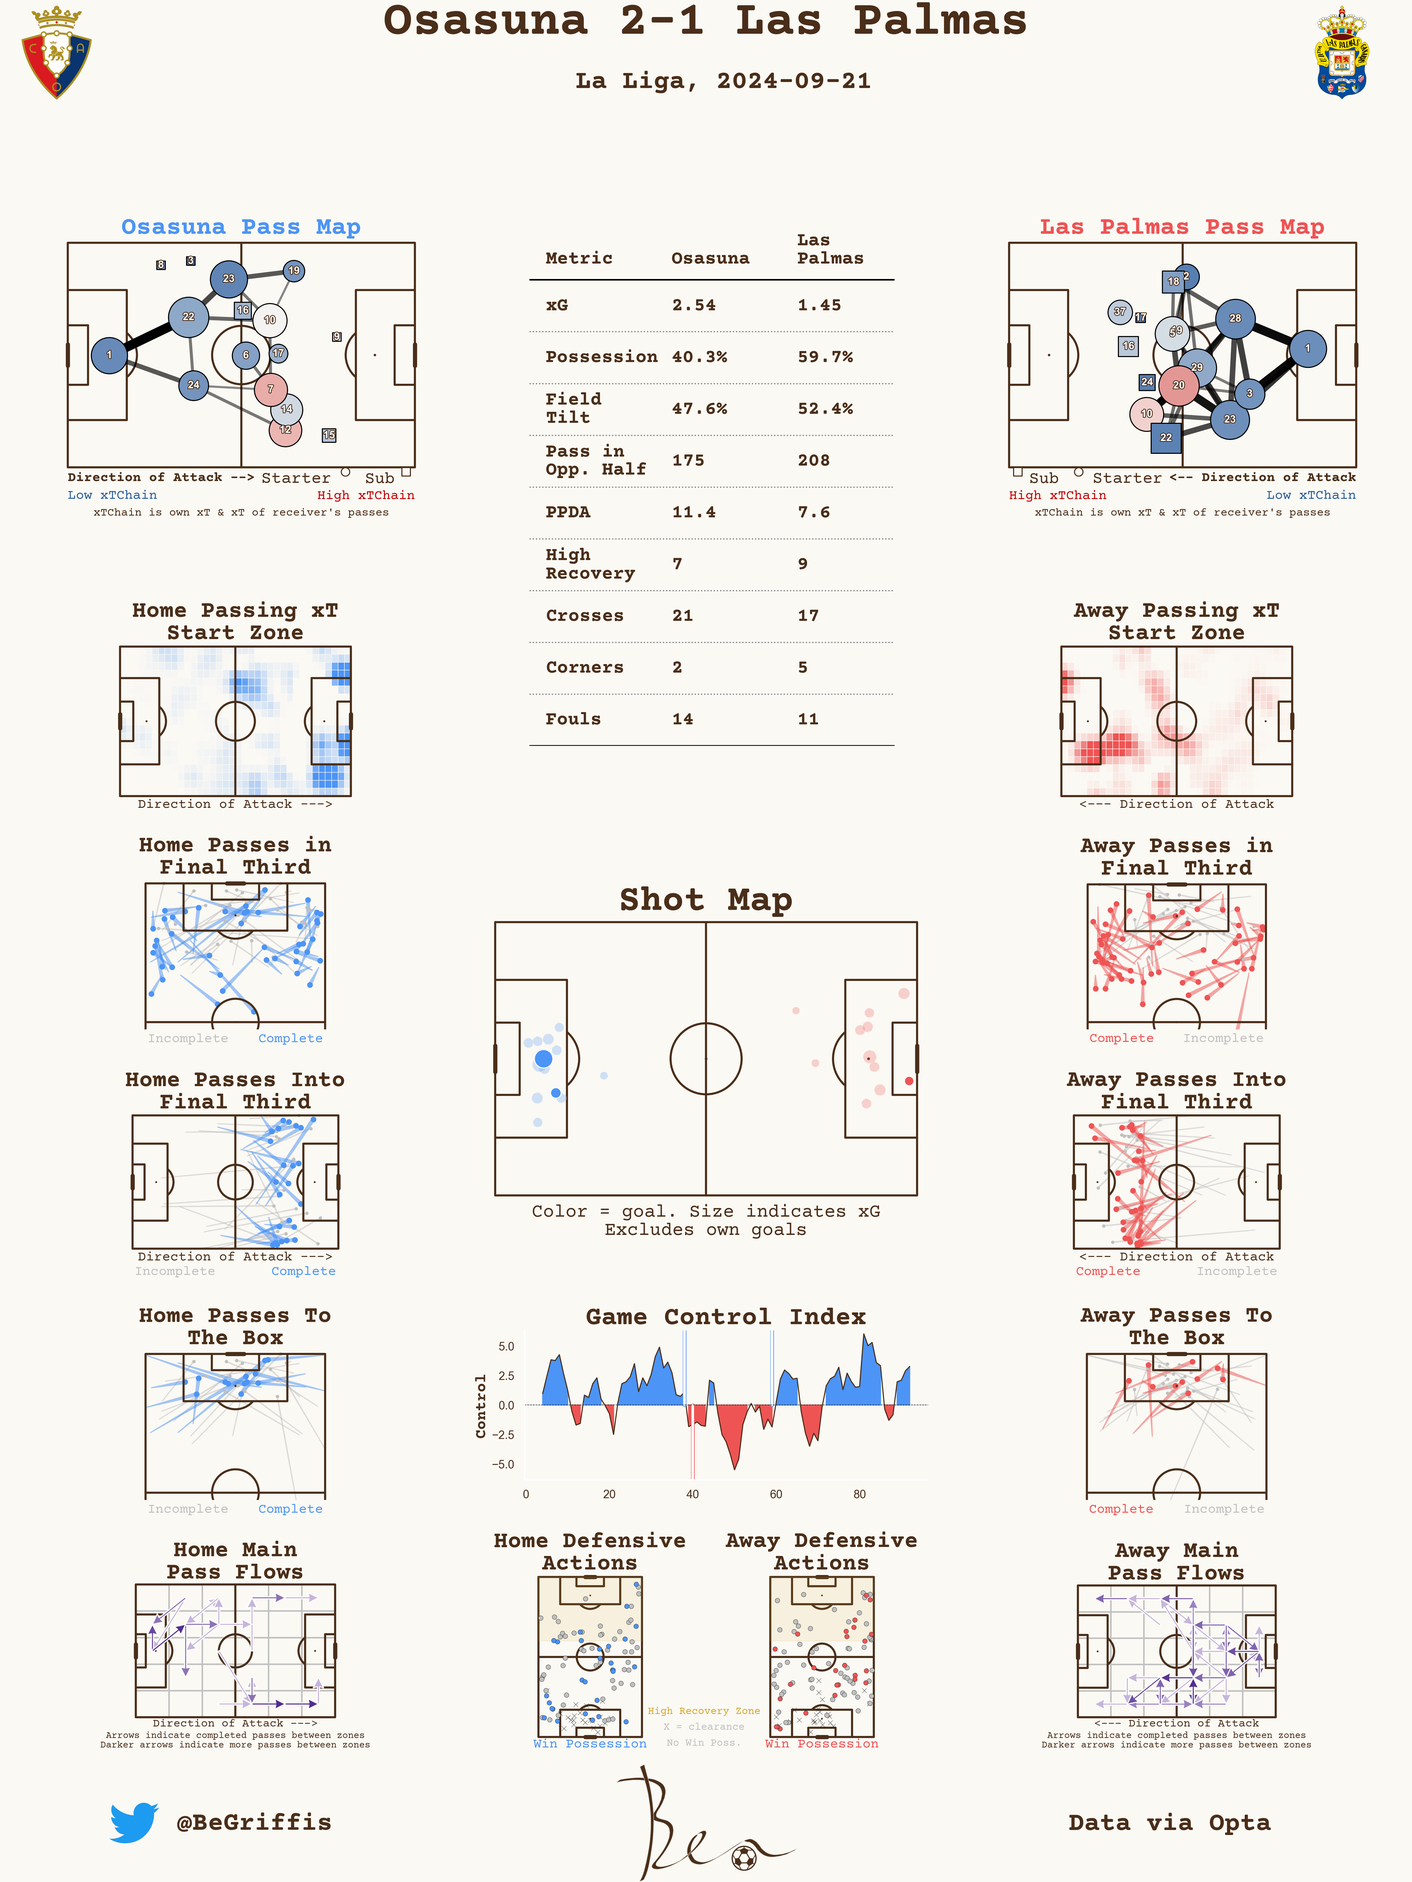 Osasuna 2-1 Las Palmas
La Liga, 2024-09-21
Osasuna Pass Map
8 3 23 19 22 16 10 1 6 17 9 24 7 14 12 15
Direction of Attack --> Starter Sub
Low xTChain High xTChain
xTChain is own xT & xT of receiver's passes
Metric Osasuna Las Palmas
xG 2.54 1.45
Possession 40.3% 59.7%
Field Tilt 47.6% 52.4%
Pass in Opp. Half 175 208
PPDA 11.4 7.6
High Recovery 7 9
Crosses 21 17
Corners 2 5
Fouls 14 11
Las Palmas Pass Map
18 2 37 17 28 5 16 1 29 24 20 3 10 23 22
Sub Starter <-- Direction of Attack
High xTChain Low xTChain
xTChain is own xT & xT of receiver's passes
Home Passing xT
Start Zone
Direction of Attack --->
Away Passing xT
Start Zone
<--- Direction of Attack
Home Passes in
Final Third
Incomplete Complete
Away Passes in
Final Third
Complete Incomplete
Shot Map
Color = goal. Size indicates xG
Excludes own goals
Home Passes Into
Final Third
Direction of Attack --->
Incomplete Complete
Away Passes Into
Final Third
<--- Direction of Attack
Complete Incomplete
Home Passes To
The Box
Incomplete Complete
Game Control Index
Control
5.0
2.5
0.0
−2.5
−5.0
0 20 40 60 80
Away Passes To
The Box
Complete Incomplete
Home Main
Pass Flows
Direction of Attack --->
Arrows indicate completed passes between zones
Darker arrows indicate more passes between zones
Home Defensive
Actions
Win Possession
High Recovery Zone
X = clearance
No Win Poss.
Away Defensive
Actions
Win Possession
Away Main
Pass Flows
<--- Direction of Attack
Arrows indicate completed passes between zones
Darker arrows indicate more passes between zones
@BeGriffis
Ben
Data via Opta